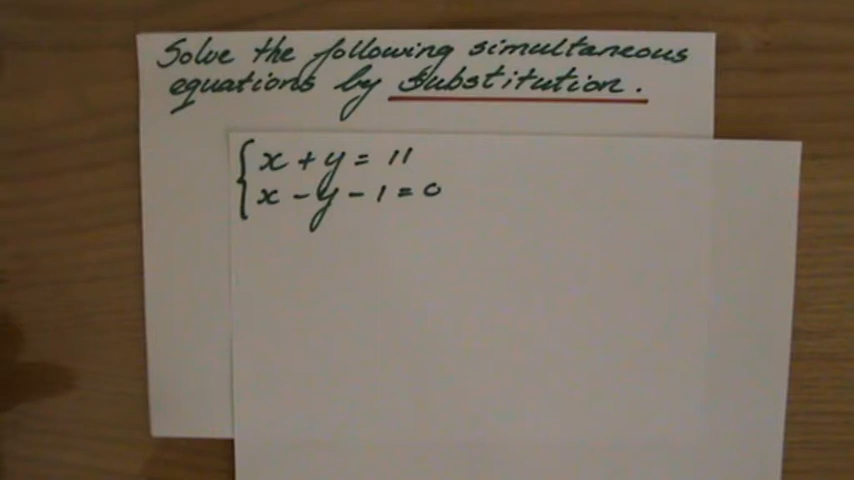 Solve the following simultaneous
equations by substitution.
x + y = 11
x - y - 1 = 0